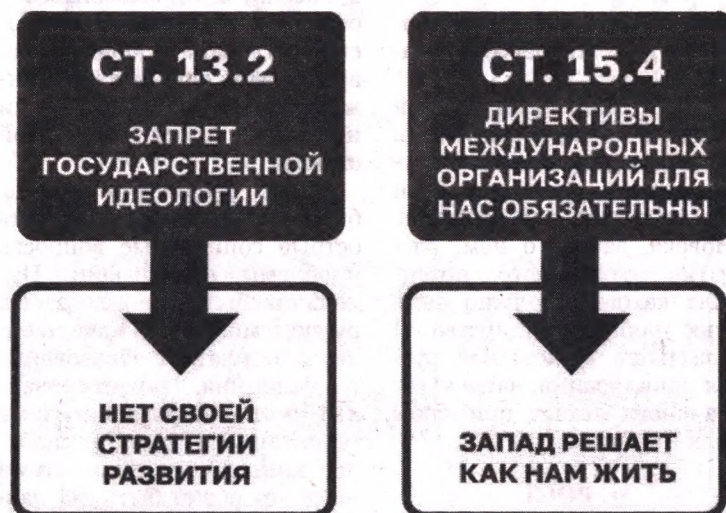 СТ. 13.2
ЗАПРЕТ
ГОСУДАРСТВЕННОЙ
ИДЕОЛОГИИ
НЕТ СВОЕЙ
СТРАТЕГИИ
РАЗВИТИЯ
СТ. 15.4
ДИРЕКТИВЫ
МЕЖДУНАРОДНЫХ
ОРГАНИЗАЦИЙ ДЛЯ
НАС ОБЯЗАТЕЛЬНЫ
ЗАПАД РЕШАЕТ
КАК НАМ ЖИТЬ